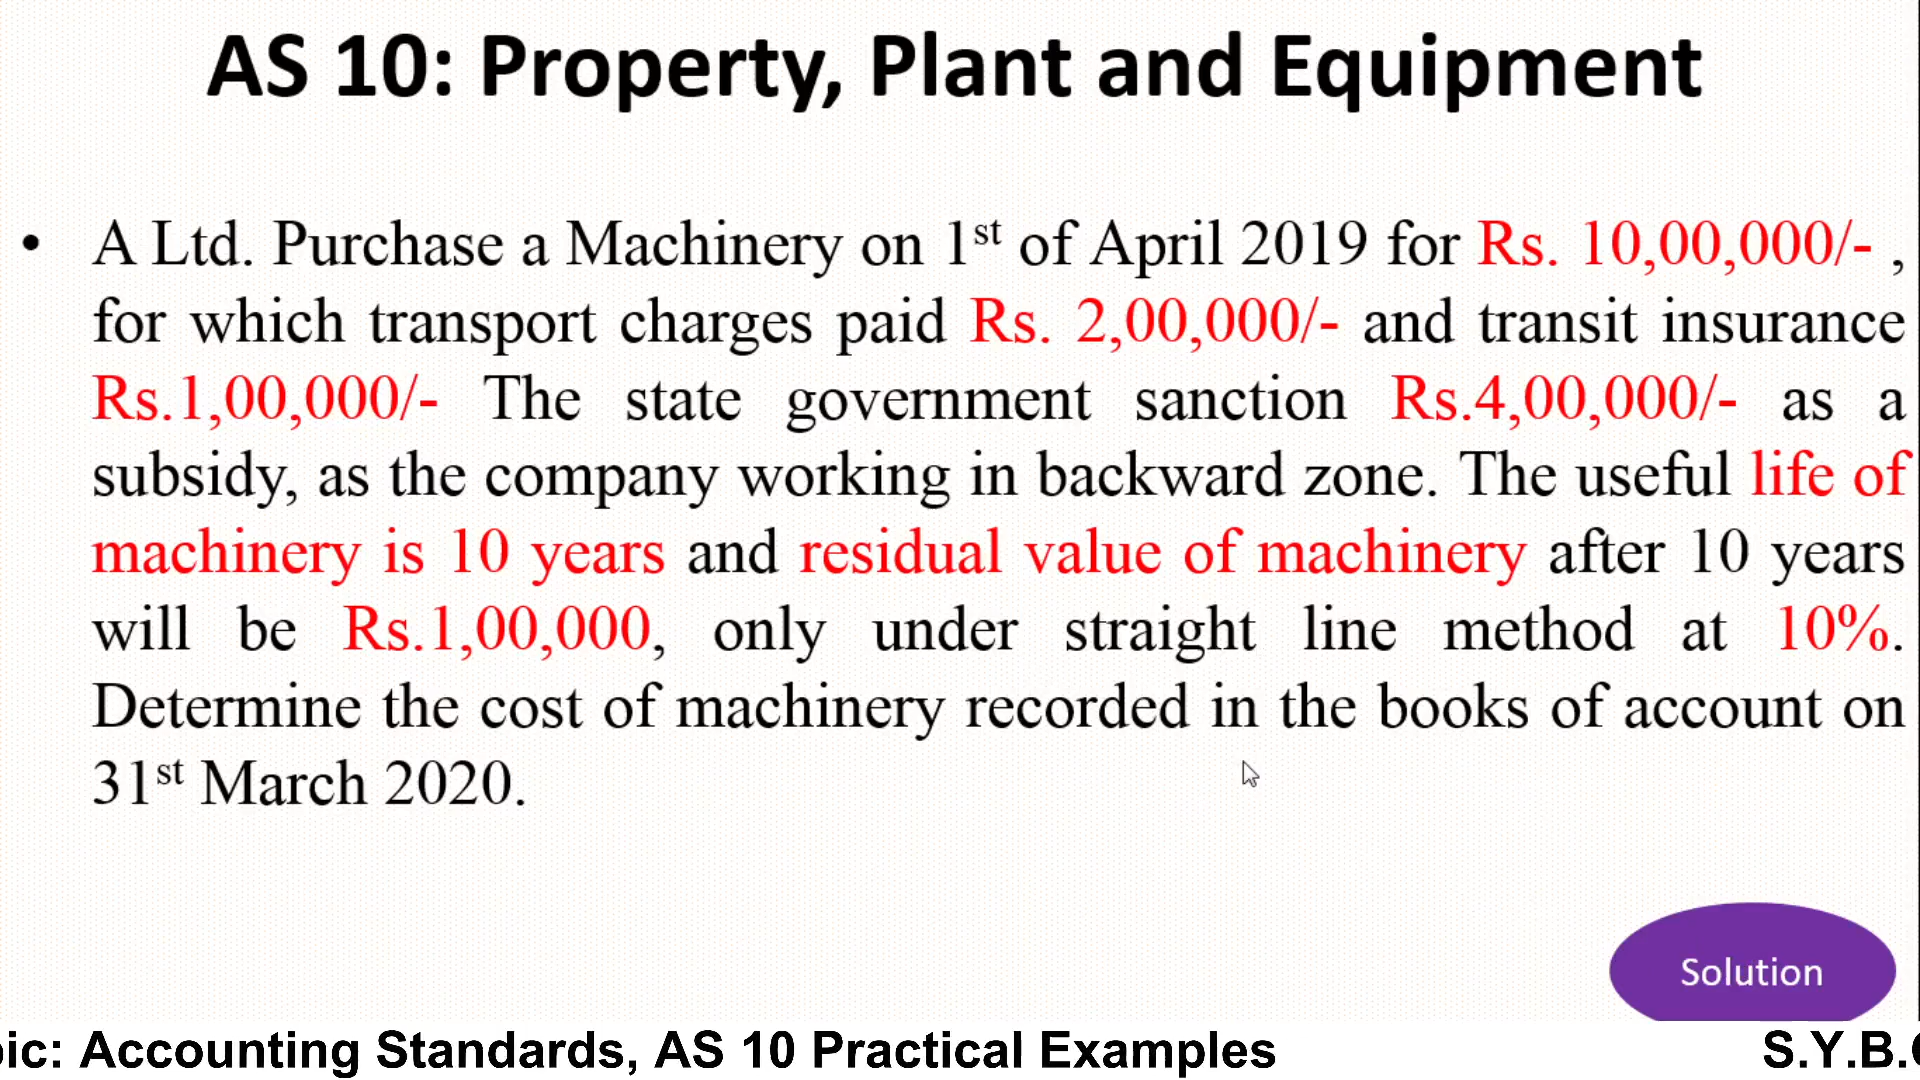 AS 10: Property, Plant and Equipment
• A Ltd. Purchase a Machinery on 1st of April 2019 for Rs. 10,00,000/- ,
for which transport charges paid Rs. 2,00,000/- and transit insurance
Rs.1,00,000/- The state government sanction Rs.4,00,000/- as a
subsidy, as the company working in backward zone. The useful life of
machinery is 10 years and residual value of machinery after 10 years
will be Rs.1,00,000, only under straight line method at 10%.
Determine the cost of machinery recorded in the books of account on
31st March 2020.
Solution
ic: Accounting Standards, AS 10 Practical Examples S.Y.B.